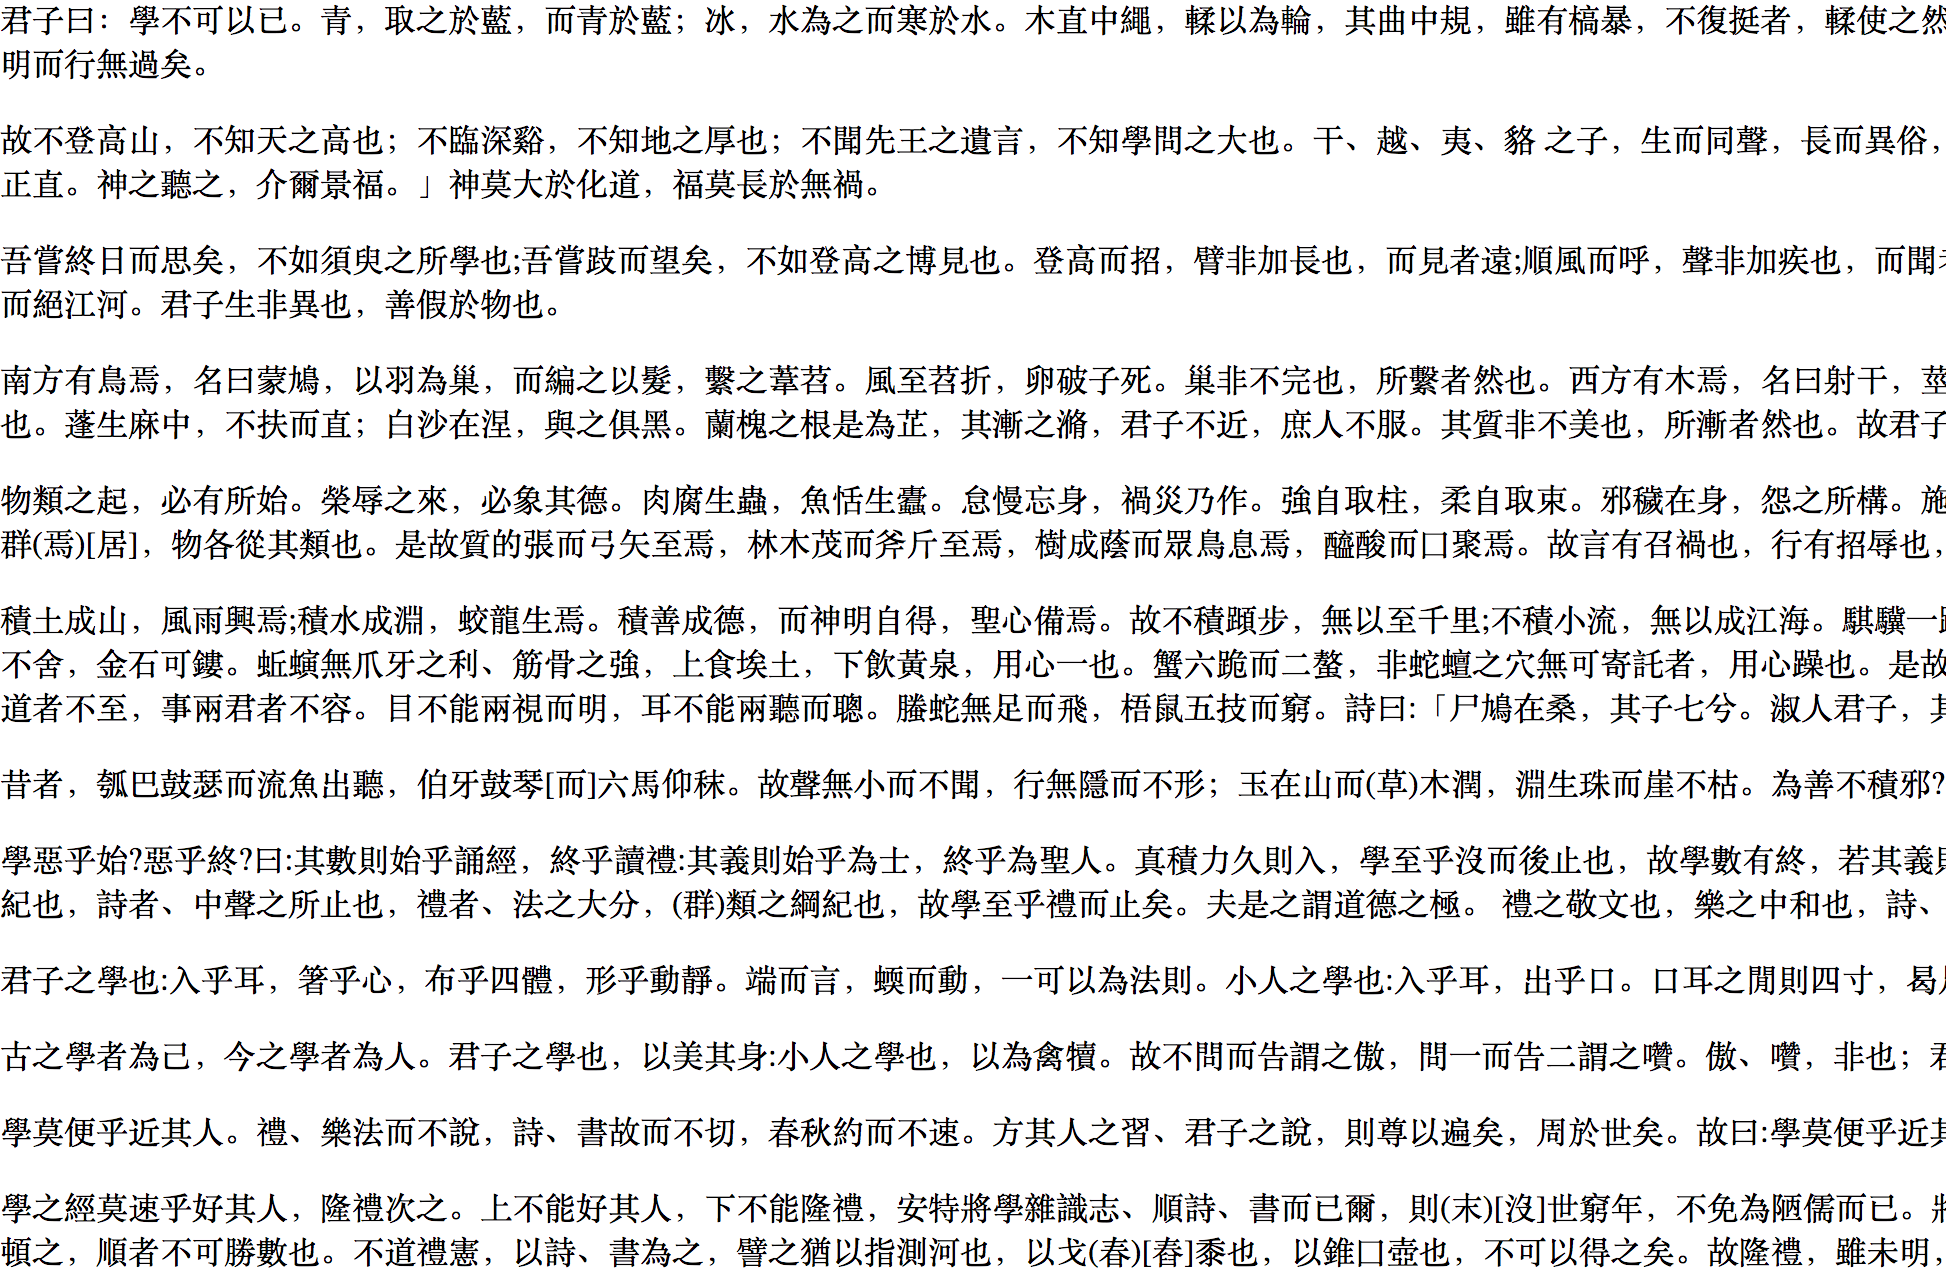 君子曰：學不可以已。青，取之於藍，而青於藍；冰，水為之而寒於水。木直中繩，輮以為輪，其曲中規，雖有槁暴，不復挺者，輮使之然
明而行無過矣。
故不登高山，不知天之高也；不臨深谿，不知地之厚也；不聞先王之遺言，不知學問之大也。干、越、夷、貉 之子，生而同聲，長而異俗，
正直。神之聽之，介爾景福。」神莫大於化道，福莫長於無禍。
吾嘗終日而思矣，不如須臾之所學也;吾嘗跂而望矣，不如登高之博見也。登高而招，臂非加長也，而見者遠;順風而呼，聲非加疾也，而聞
而絕江河。君子生非異也，善假於物也。
南方有鳥焉，名曰蒙鳩，以羽為巢，而編之以髮，繫之葦苕。風至苕折，卵破子死。巢非不完也，所繫者然也。西方有木焉，名曰射干，莖
也。蓬生麻中，不扶而直；白沙在涅，與之俱黑。蘭槐之根是為芷，其漸之滫，君子不近，庶人不服。其質非不美也，所漸者然也。故君子
物類之起，必有所始。榮辱之來，必象其德。肉腐生蟲，魚恬生蠹。怠慢忘身，禍災乃作。強自取柱，柔自取束。邪穢在身，怨之所構。施
群(焉)[居]，物各從其類也。是故質的張而弓矢至焉，林木茂而斧斤至焉，樹成蔭而眾鳥息焉，醯酸而口聚焉。故言有召禍也，行有招辱也，
積土成山，風雨興焉;積水成淵，蛟龍生焉。積善成德，而神明自得，聖心備焉。故不積蹞步，無以至千里;不積小流，無以成江海。騏驥一
不舍，金石可鏤。蚯螾無爪牙之利、筋骨之強，上食埃土，下飲黃泉，用心一也。蟹六跪而二螯，非蛇蟺之穴無可寄託者，用心躁也。是故
道者不至，事兩君者不容。目不能兩視而明，耳不能兩聽而聰。螣蛇無足而飛，梧鼠五技而窮。詩曰:「尸鳩在桑，其子七兮。淑人君子，其
昔者，瓠巴鼓瑟而流魚出聽，伯牙鼓琴[而]六馬仰秣。故聲無小而不聞，行無隱而不形；玉在山而(草)木潤，淵生珠而崖不枯。為善不積邪?
學惡乎始?惡乎終?曰:其數則始乎誦經，終乎讀禮:其義則始乎為士，終乎為聖人。真積力久則入，學至乎沒而後止也，故學數有終，若其義則
紀也，詩者、中聲之所止也，禮者、法之大分，(群)類之綱紀也，故學至乎禮而止矣。夫是之謂道德之極。 禮之敬文也，樂之中和也，詩、
君子之學也:入乎耳，箸乎心，布乎四體，形乎動靜。端而言，蝡而動，一可以為法則。小人之學也:入乎耳，出乎口。口耳之閒則四寸，曷
古之學者為己，今之學者為人。君子之學也，以美其身:小人之學也，以為禽犢。故不問而告謂之傲，問一而告二謂之囋。傲、囋，非也；君
學莫便乎近其人。禮、樂法而不說，詩、書故而不切，春秋約而不速。方其人之習、君子之說，則尊以遍矣，周於世矣。故曰:學莫便乎近其
學之經莫速乎好其人，隆禮次之。上不能好其人，下不能隆禮，安特將學雜識志、順詩、書而已爾，則(末)[沒]世窮年，不免為陋儒而已。將
頓之，順者不可勝數也。不道禮憲，以詩、書為之，譬之猶以指測河也，以戈(春)[舂]黍也，以錐口壺也，不可以得之矣。故隆禮，雖未明，